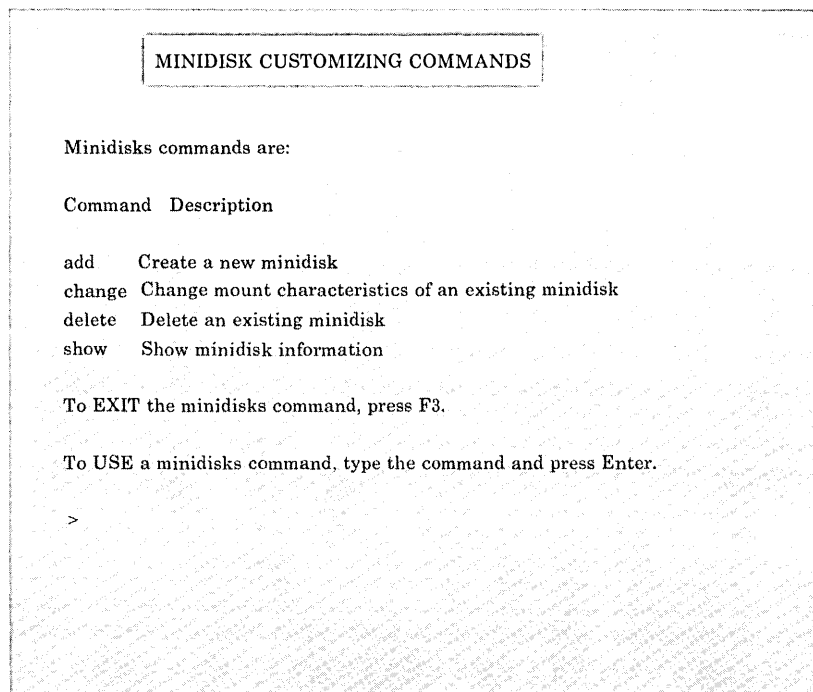 MINIDISK CUSTOMIZING COMMANDS
Minidisks commands are:
Command Description
add Create a new minidisk
change Change mount characteristics of an existing minidisk
delete Delete an existing minidisk
show Show minidisk information
To EXIT the minidisks command, press F3.
To USE a minidisks command, type the command and press Enter.
>